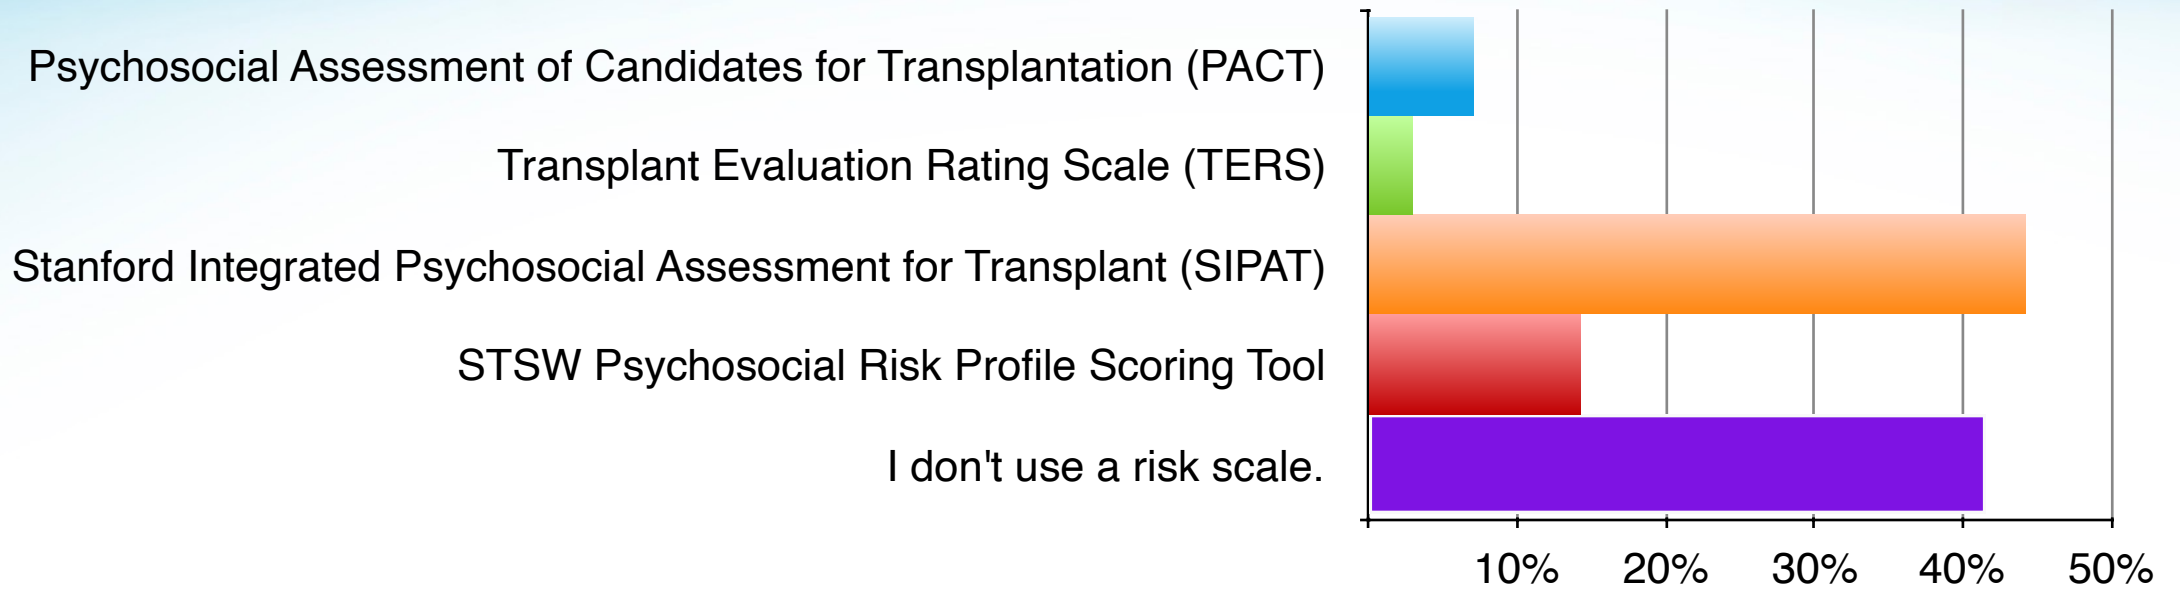 Psychosocial Assessment of Candidates for Transplantation (PACT)
Transplant Evaluation Rating Scale (TERS)
Stanford Integrated Psychosocial Assessment for Transplant (SIPAT)
STSW Psychosocial Risk Profile Scoring Tool
I don't use a risk scale.
10% 20% 30% 40% 50%